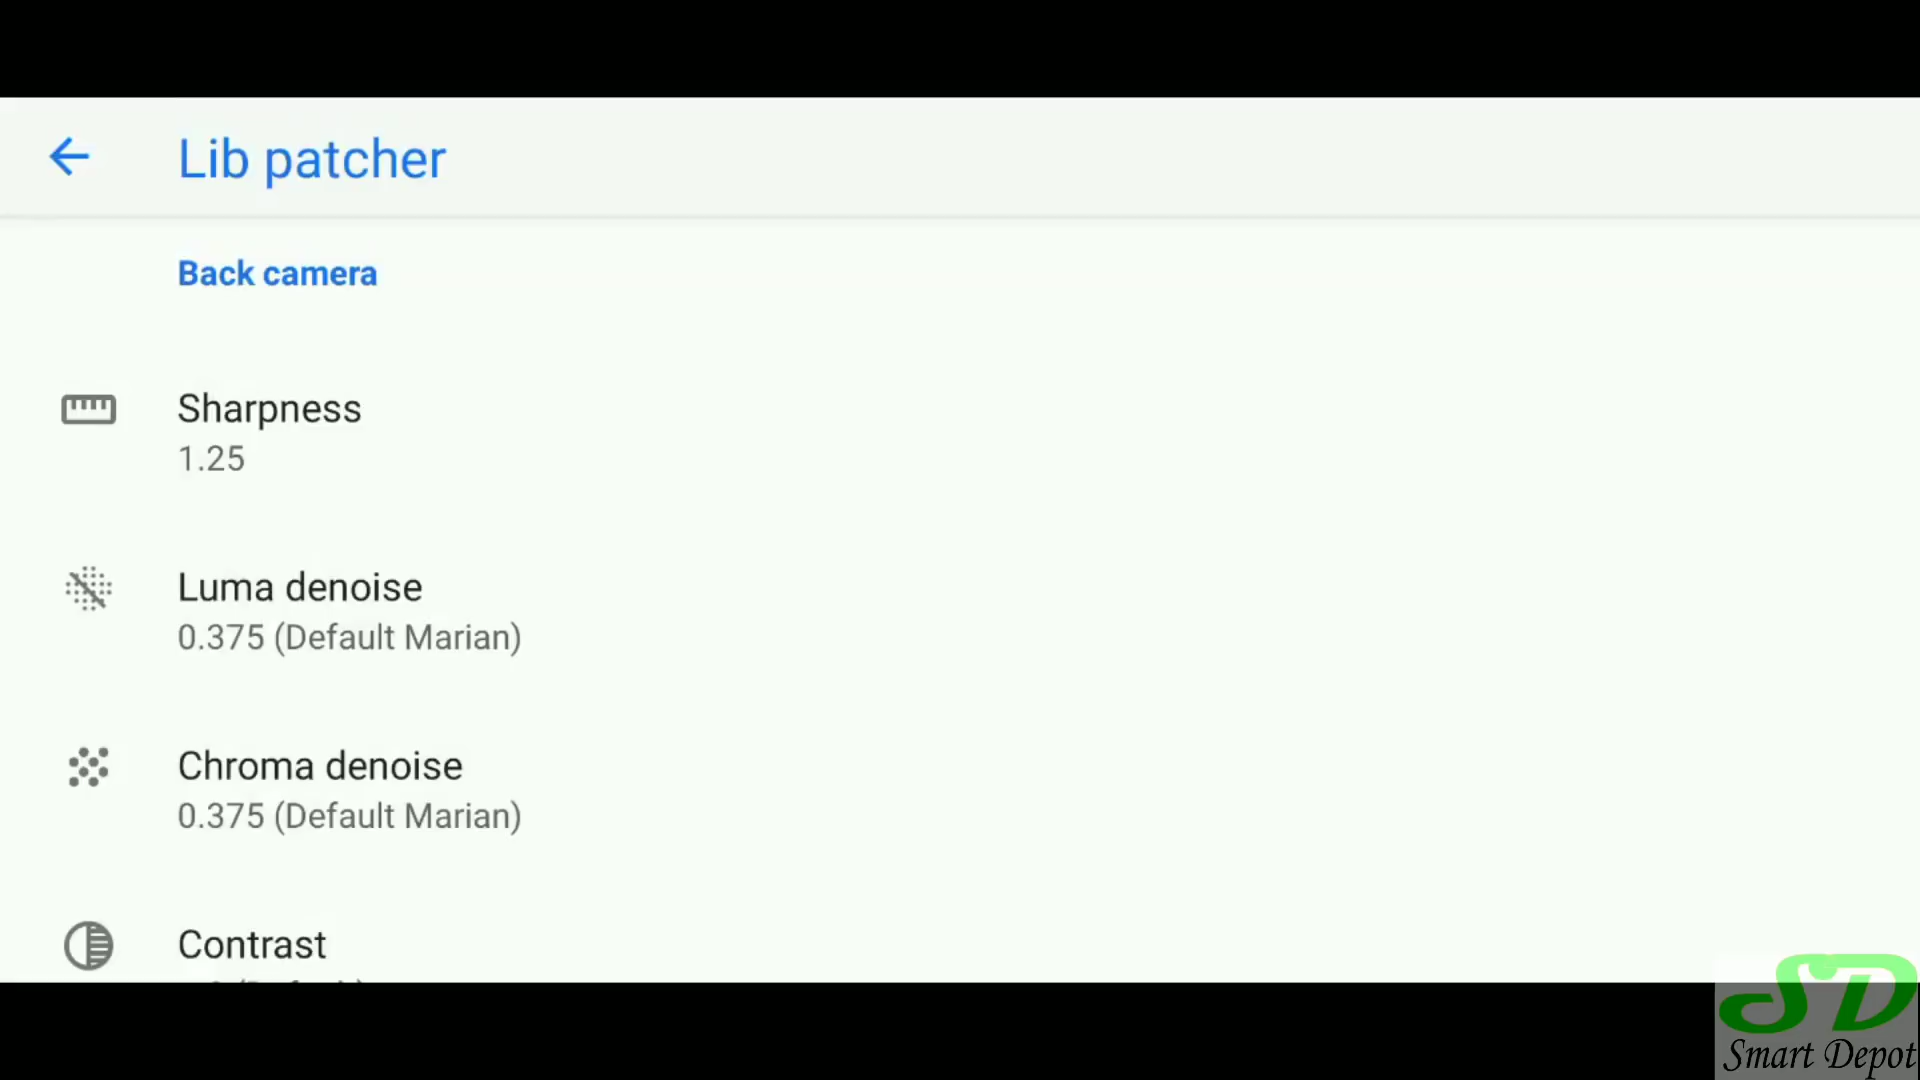 Lib patcher
Back camera
Sharpness
1.25
Luma denoise
0.375 (Default Marian)
Chroma denoise
0.375 (Default Marian)
Contrast
SD
Smart Depot